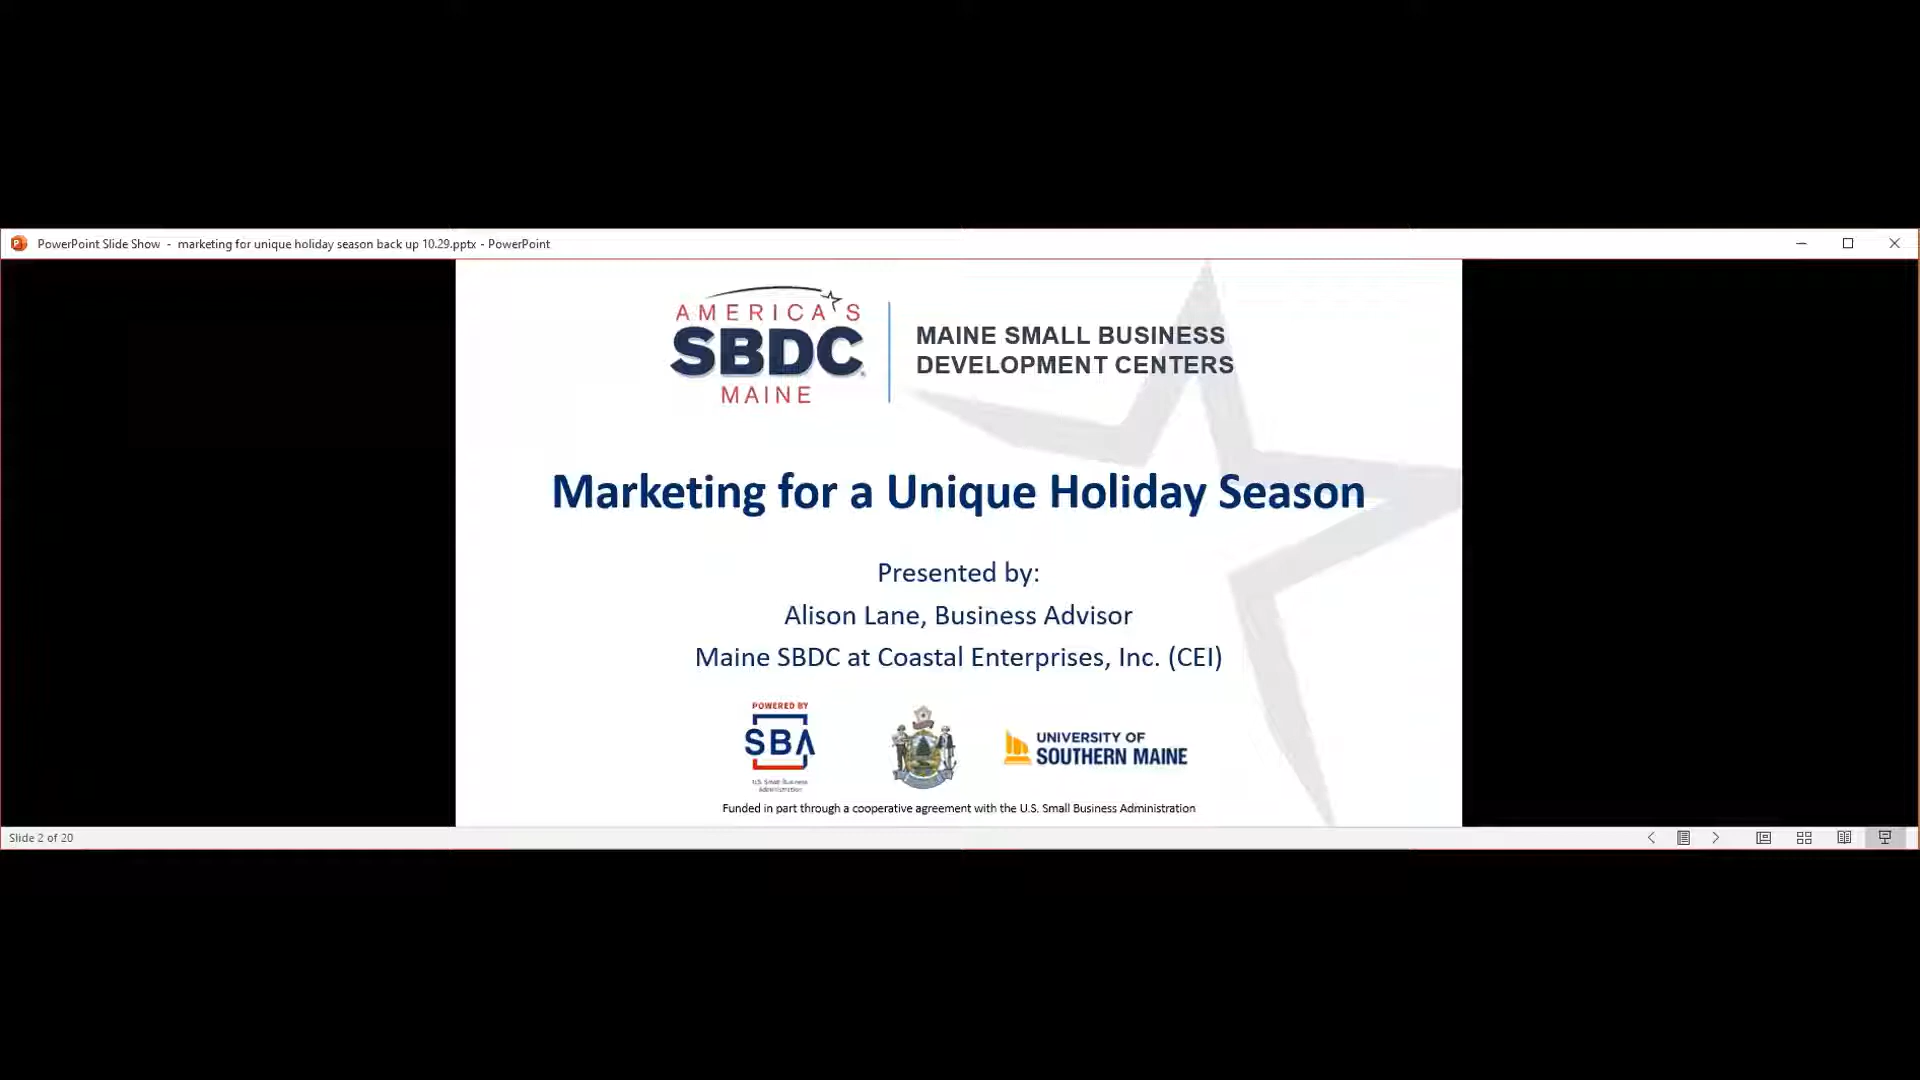 PowerPoint Slide Show - marketing for unique holiday season back up 10.29.pptx - PowerPoint
AMERICA'S
SBDC
MAINE
MAINE SMALL BUSINESS
DEVELOPMENT CENTERS
Marketing for a Unique Holiday Season
Presented by:
Alison Lane, Business Advisor
Maine SBDC at Coastal Enterprises, Inc. (CEI)
POWERED BY
SBA
U.S. Small Business
Administration
UNIVERSITY OF
SOUTHERN MAINE
Funded in part through a cooperative agreement with the U.S. Small Business Administration
Slide 2 of 20